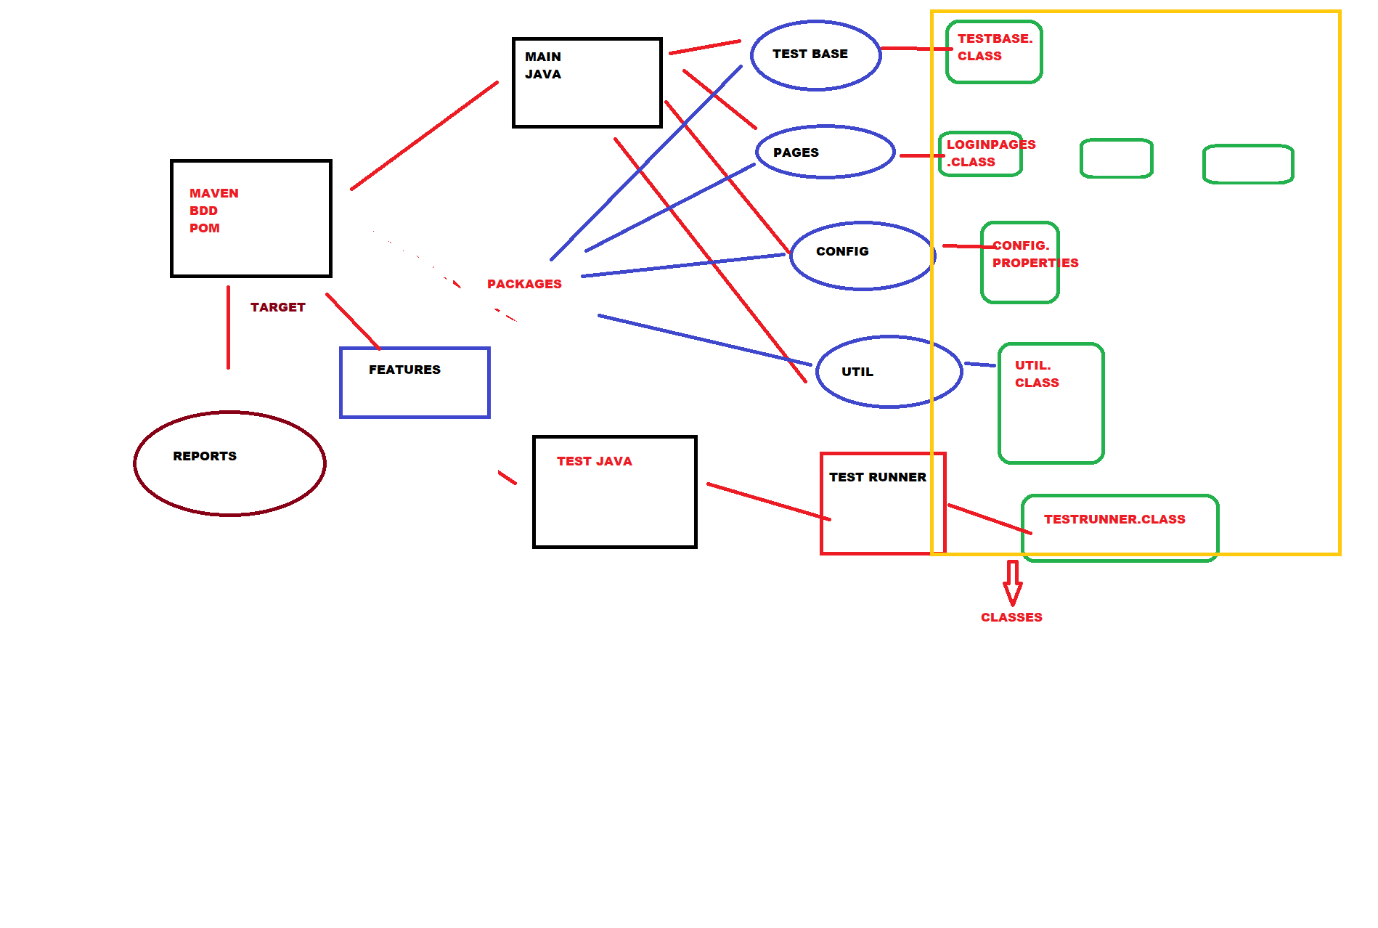 MAIN
JAVA
TEST BASE
TESTBASE.
CLASS
PAGES
LOGINPAGES
.CLASS
MAVEN
BDD
POM
CONFIG
CONFIG.
PROPERTIES
PACKAGES
TARGET
FEATURES
UTIL
UTIL.
CLASS
REPORTS
TEST JAVA
TEST RUNNER
TESTRUNNER.CLASS
CLASSES